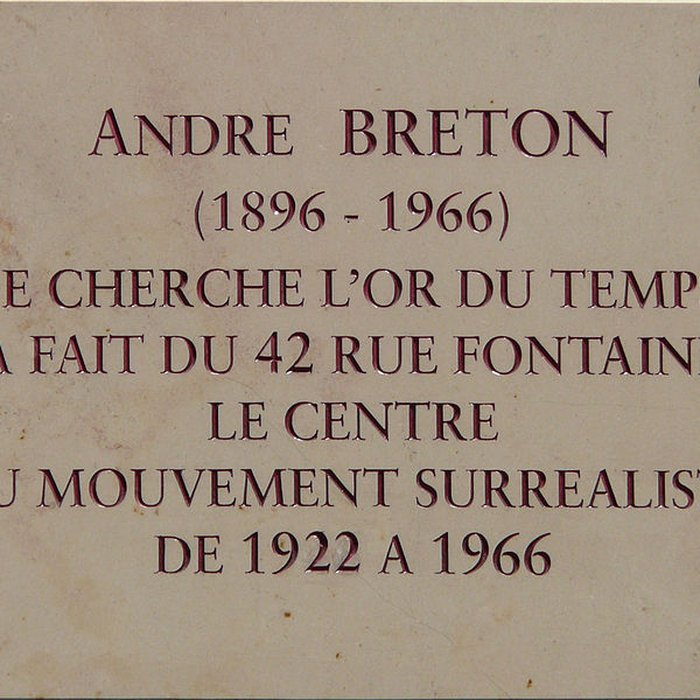 ANDRE BRETON
(1896 - 1966)
E CHERCHE L'OR DU TEMP
A FAIT DU 42 RUE FONTAIN
LE CENTRE
U MOUVEMENT SURREALIST
DE 1922 A 1966